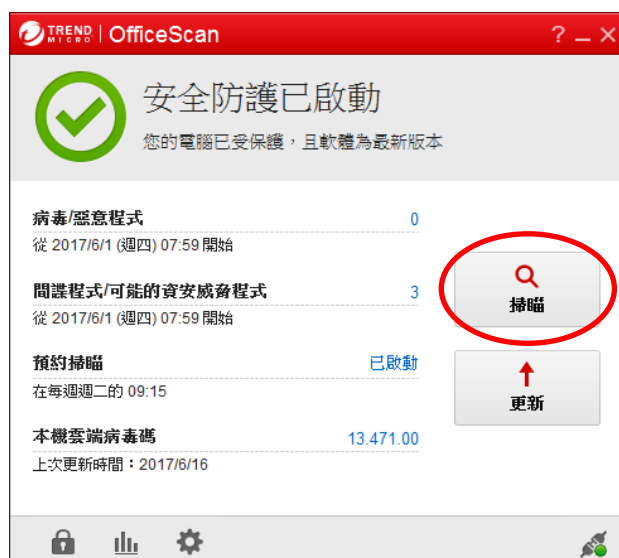 TREND MICRO | OfficeScan
安全防護已啟動
您的電腦已受保護，且軟體為最新版本
病毒/惡意程式 0
從 2017/6/1 (週四) 07:59 開始
間諜程式/可能的資安威脅程式 3
從 2017/6/1 (週四) 07:59 開始
掃瞄
預約掃瞄 已啟動
在每週週二的 09:15
更新
本機雲端病毒碼 13.471.00
上次更新時間：2017/6/16